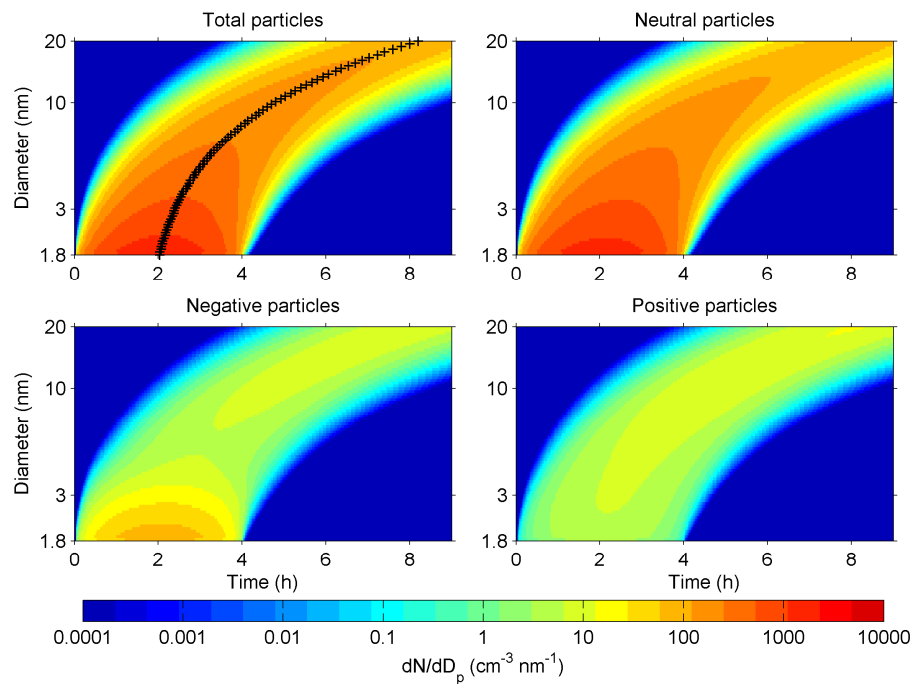 Total particles
Neutral particles
20
10
3
1.8
Diameter (nm)
0 2 4 6 8
20
10
3
1.8
0 2 4 6 8
Negative particles
Positive particles
20
10
3
1.8
Diameter (nm)
0 2 4 6 8
Time (h)
20
10
3
1.8
0 2 4 6 8
Time (h)
0.0001 0.001 0.01 0.1 1 10 100 1000 10000
dN/dDp (cm-3 nm-1)